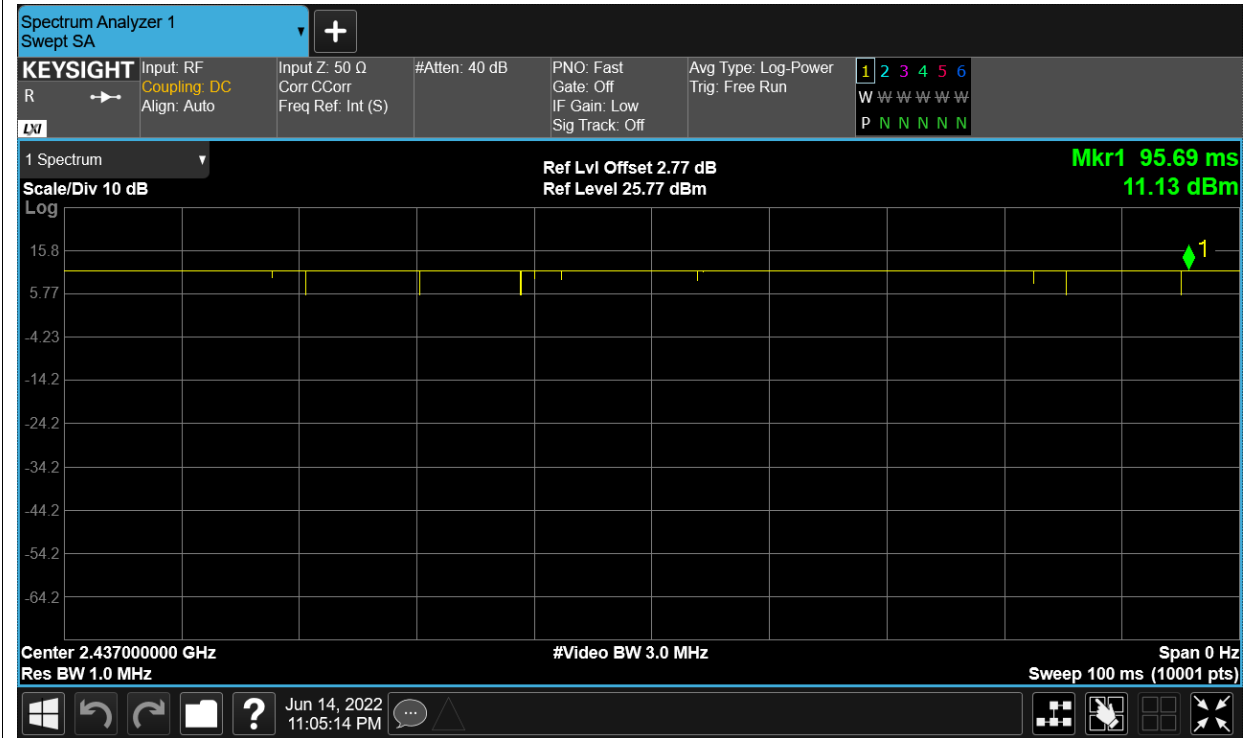 Spectrum Analyzer 1
Swept SA
▼
+
KEYSIGHT
R
LXI
Input: RF
Coupling: DC
Align: Auto
Input Z: 50 Ω
Corr CCorr
Freq Ref: Int (S)
#Atten: 40 dB
PNO: Fast
Gate: Off
IF Gain: Low
Sig Track: Off
Avg Type: Log-Power
Trig: Free Run
1 2 3 4 5 6
W W W W W W
P N N N N N
1 Spectrum ▼
Scale/Div 10 dB
Log
Ref Lvl Offset 2.77 dB
Ref Level 25.77 dBm
Mkr1 95.69 ms
11.13 dBm
1
15.8
5.77
-4.23
-14.2
-24.2
-34.2
-44.2
-54.2
-64.2
Center 2.437000000 GHz
#Video BW 3.0 MHz
Span 0 Hz
Res BW 1.0 MHz
Sweep 100 ms (10001 pts)
?
Jun 14, 2022
11:05:14 PM